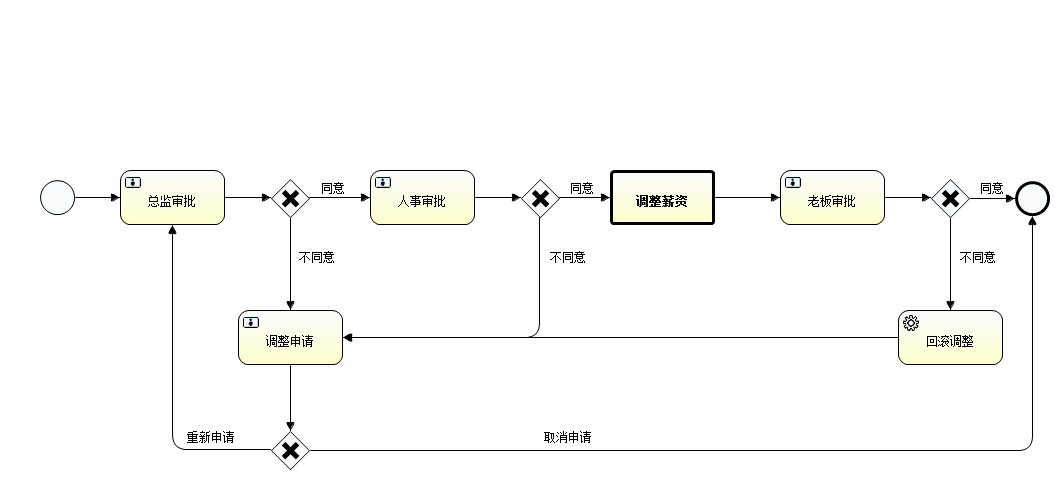 同意
同意
同意
总监审批
人事审批
调整薪资
老板审批
不同意
不同意
不同意
调整申请
回滚调整
重新申请
取消申请